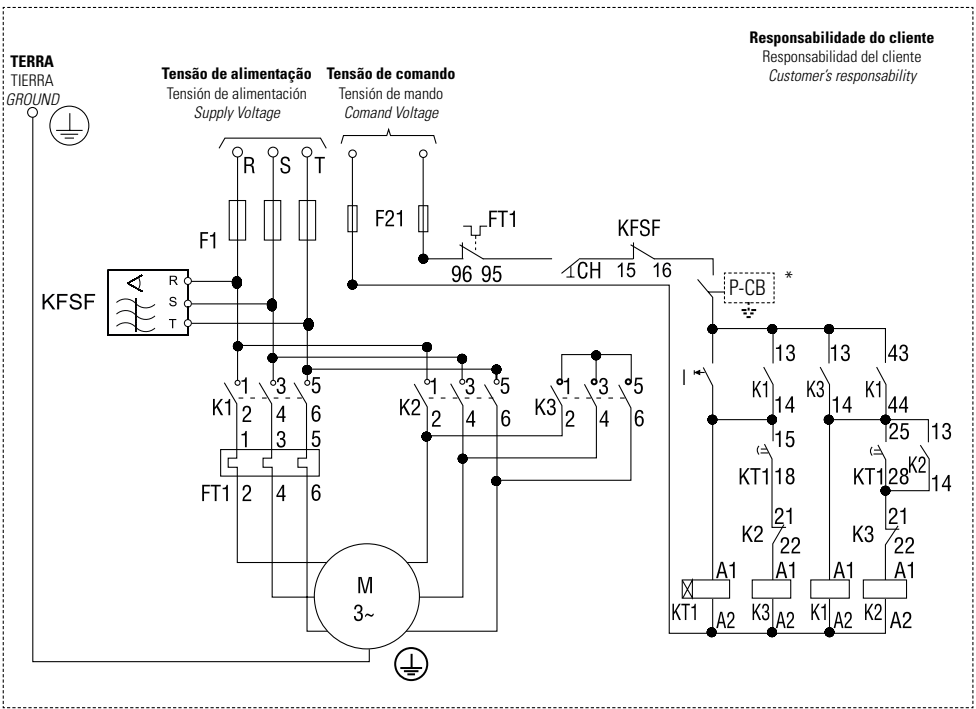 Responsabilidade do cliente
Responsabilidad del cliente
Customer's responsability
TERRA
TIERRA
GROUND
Tensão de alimentação
Tensión de alimentación
Supply Voltage
Tensão de comando
Tensión de mando
Comand Voltage
R S T
F1
F21
FT1
96 95
CH
KFSF
15 16
P-CB *
KFSF
A
R
S
T
K1
1 3 5
2 4 6
K2
1 3 5
2 4 6
K3
1 3 5
2 4 6
FT1
1 3 5
2 4 6
M
3~
I
13 13 43
K1 K3 K1
14 14 44
15 25 13
KT1 18 KT1 28 K2 14
21 21
K2 22 K3 22
A1 A1 A1 A1
KT1 K3 K1 K2
A2 A2 A2 A2